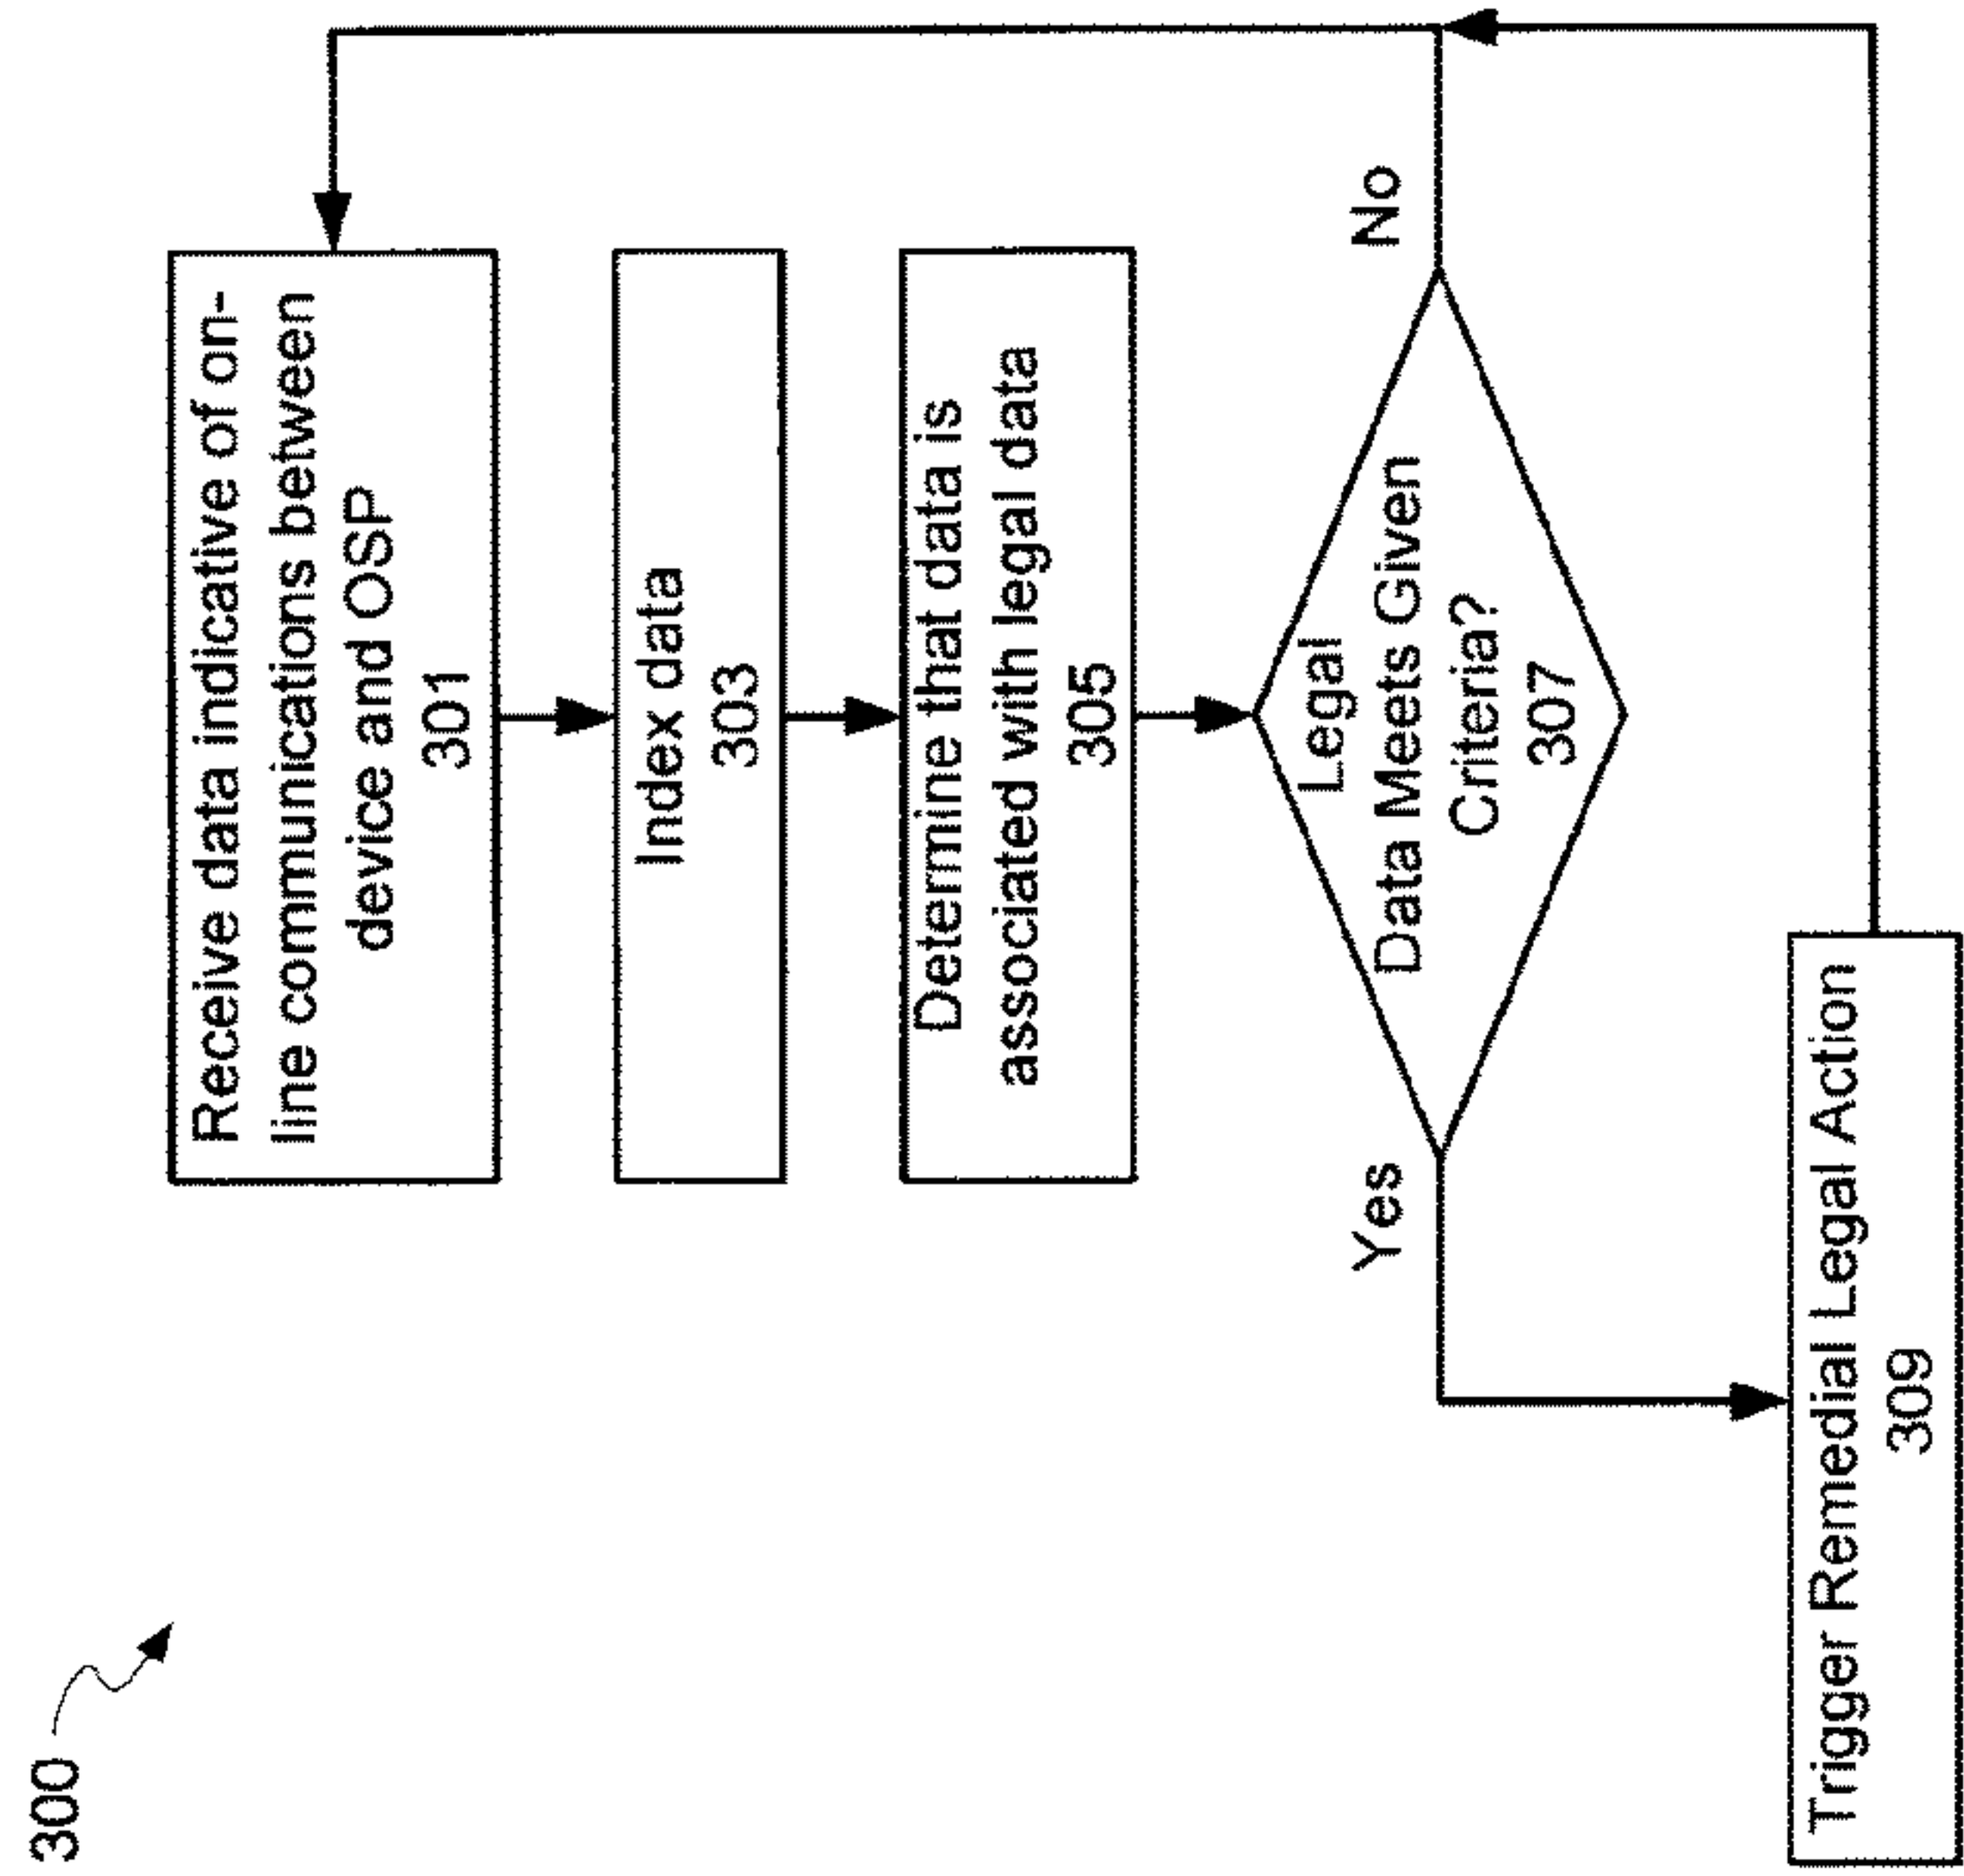 300
Receive data indicative of on-
line communications between
device and OSP
301
Index data
303
Determine that data is
associated with legal data
305
Legal
Data Meets Given
Criteria?
307
Yes
No
Trigger Remedial Legal Action
309